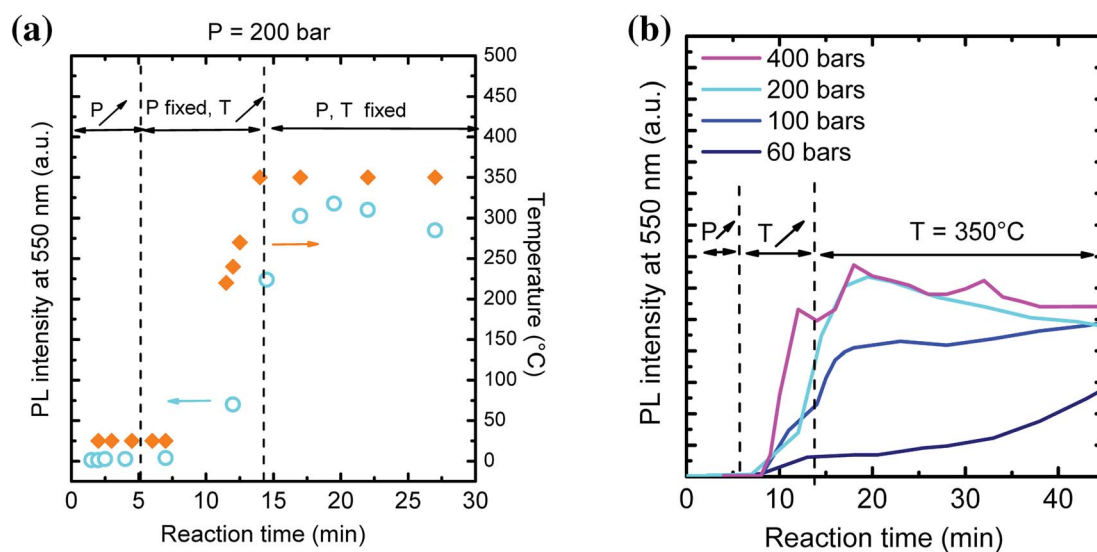 (a)
P = 200 bar
PL intensity at 550 nm (a.u.)
P
P fixed, T
P, T fixed
500
450
400
350
300
250
200
150
100
50
0
Temperature (°C)
0 5 10 15 20 25 30
Reaction time (min)
(b)
400 bars
200 bars
100 bars
60 bars
PL intensity at 550 nm (a.u.)
P
T
T = 350°C
0 10 20 30 40
Reaction time (min)